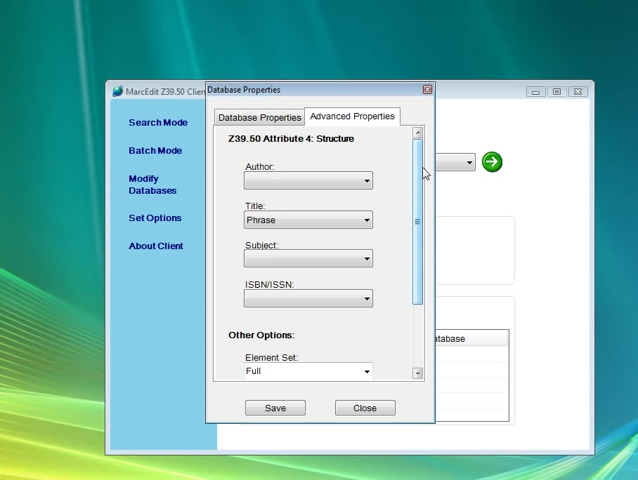 MarcEdit Z39.50 Clien
Database Properties
Database Properties
Advanced Properties
Search Mode
Z39.50 Attribute 4: Structure
Batch Mode
Author:
Modify
Databases
Title:
Phrase
Set Options
Subject:
About Client
ISBN/ISSN:
Other Options:
atabase
Element Set:
Full
Save
Close